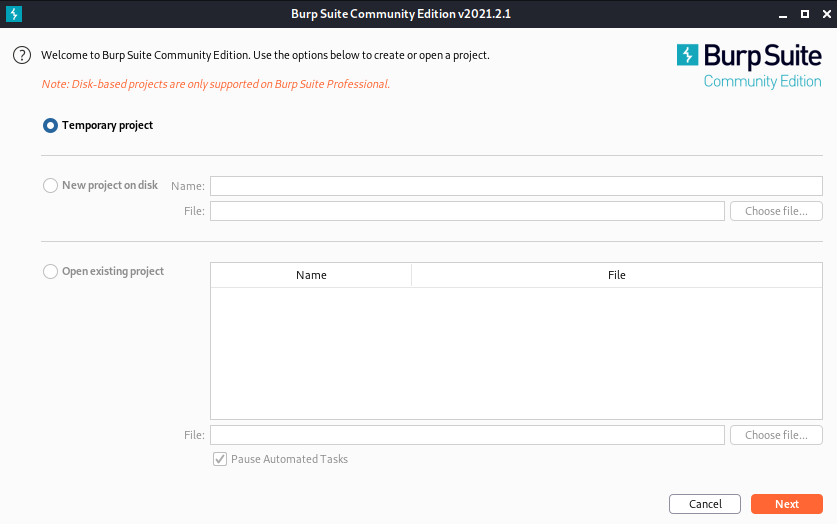 Burp Suite Community Edition v2021.2.1
? Welcome to Burp Suite Community Edition. Use the options below to create or open a project.
Note: Disk-based projects are only supported on Burp Suite Professional.
Burp Suite
Community Edition
Temporary project
New project on disk Name:
File: Choose file...
Open existing project Name File
File: Choose file...
Pause Automated Tasks
Cancel Next